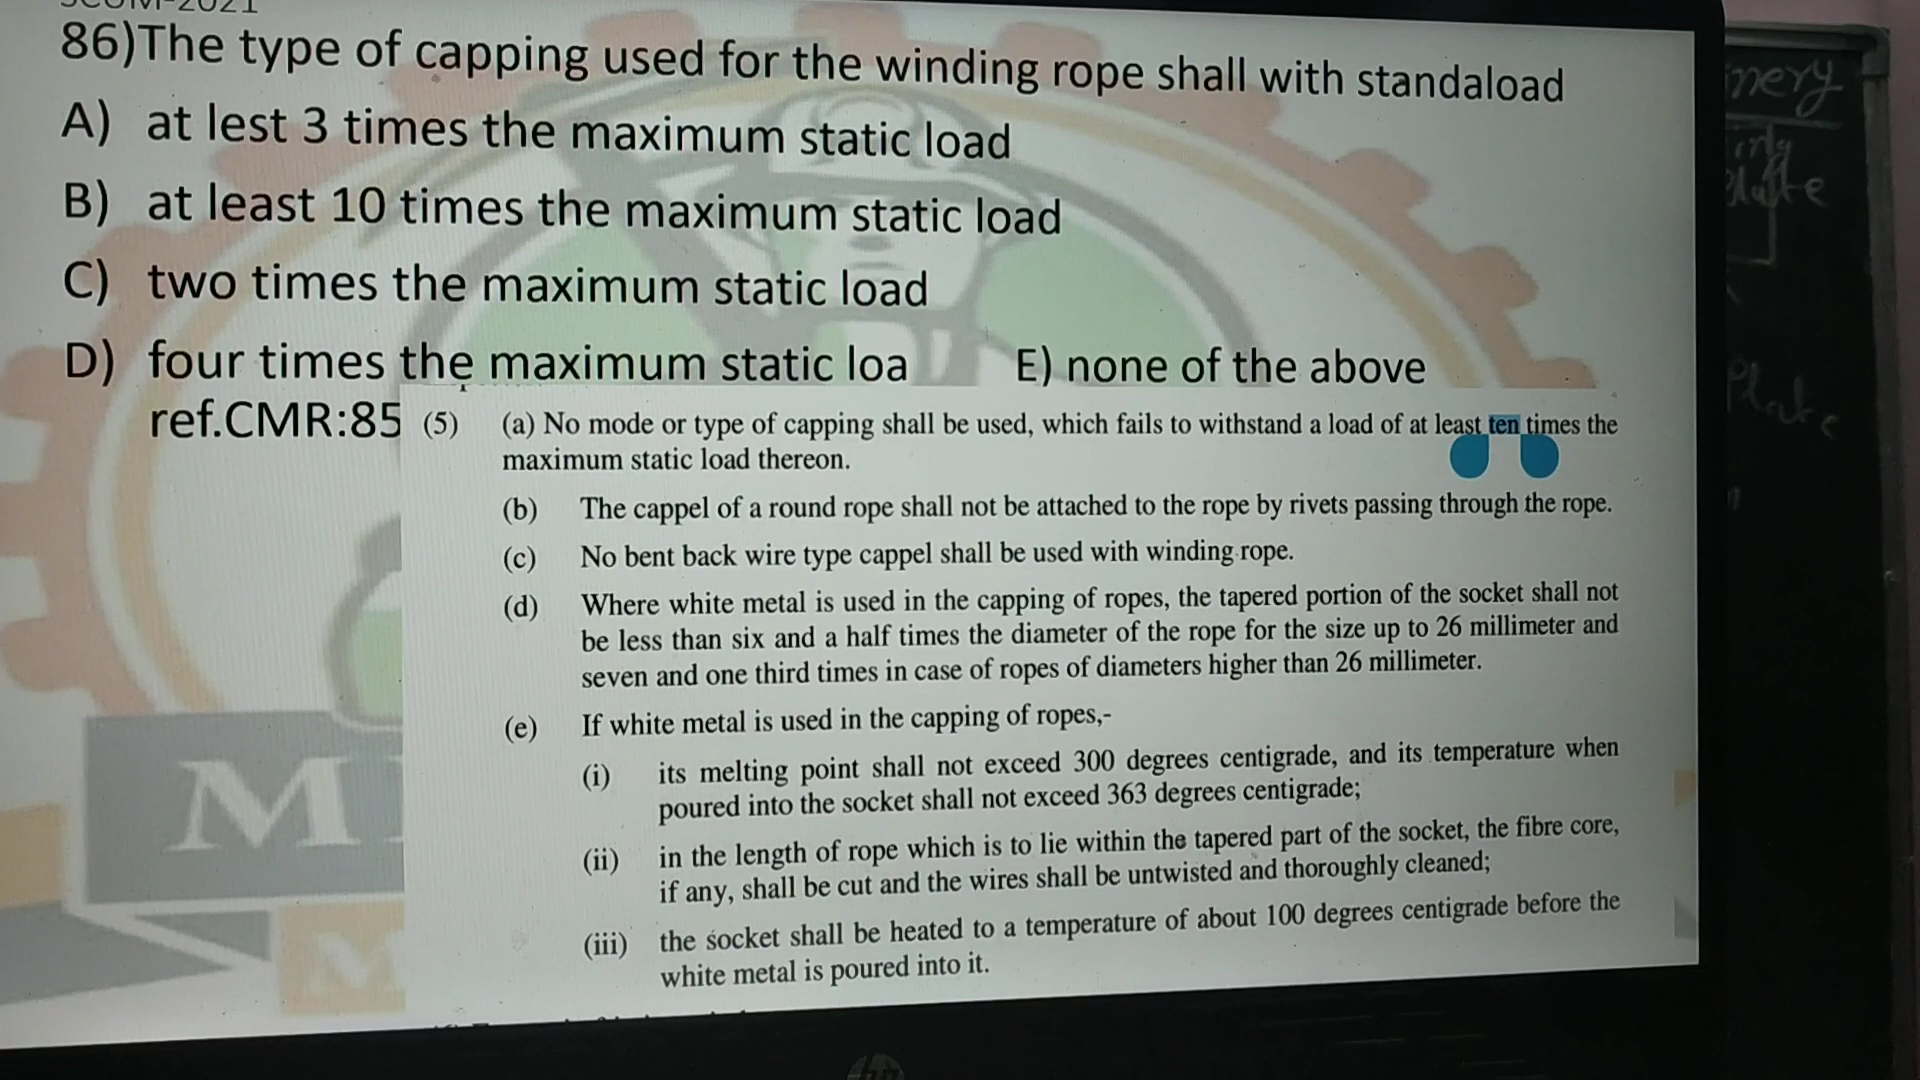 SCOM-2021
86)The type of capping used for the winding rope shall with standaload
A) at lest 3 times the maximum static load
B) at least 10 times the maximum static load
C) two times the maximum static load
D) four times the maximum static loa E) none of the above
ref.CMR:85 (5) (a) No mode or type of capping shall be used, which fails to withstand a load of at least ten times the
maximum static load thereon.
(b) The cappel of a round rope shall not be attached to the rope by rivets passing through the rope.
(c) No bent back wire type cappel shall be used with winding rope.
(d) Where white metal is used in the capping of ropes, the tapered portion of the socket shall not
be less than six and a half times the diameter of the rope for the size up to 26 millimeter and
seven and one third times in case of ropes of diameters higher than 26 millimeter.
(e) If white metal is used in the capping of ropes,-
(i) its melting point shall not exceed 300 degrees centigrade, and its temperature when
poured into the socket shall not exceed 363 degrees centigrade;
(ii) in the length of rope which is to lie within the tapered part of the socket, the fibre core,
if any, shall be cut and the wires shall be untwisted and thoroughly cleaned;
(iii) the socket shall be heated to a temperature of about 100 degrees centigrade before the
white metal is poured into it.
M
M
nery
Plate
hp